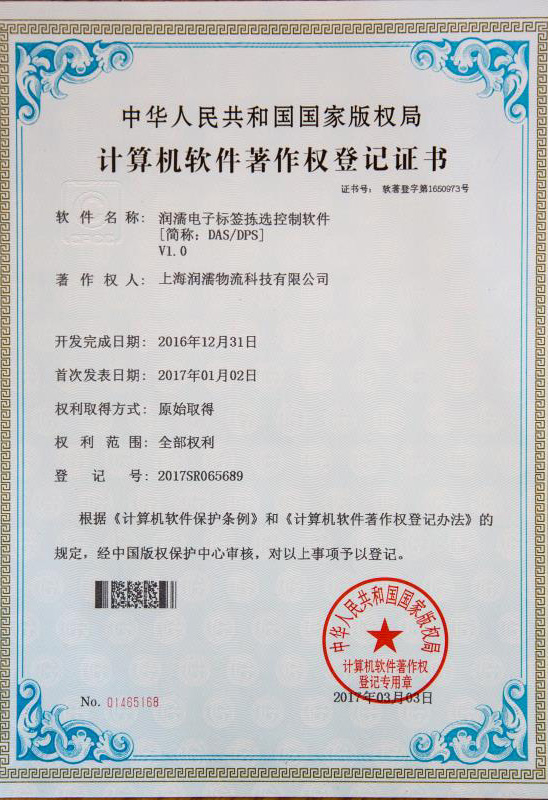 中华人民共和国国家版权局
计算机软件著作权登记证书
证书号： 软著登字第1650973号
软件名称： 润濡电子标签拣选控制软件
[简称：DAS/DPS]
V1.0
著作权人： 上海润濡物流科技有限公司
开发完成日期： 2016年12月31日
首次发表日期： 2017年01月02日
权利取得方式： 原始取得
权利范围： 全部权利
登记号： 2017SR065689
根据《计算机软件保护条例》和《计算机软件著作权登记办法》的
规定，经中国版权保护中心审核，对以上事项予以登记。
中华人民共和国国家版权局
计算机软件著作权
登记专用章
No. 01465168
2017年03月03日